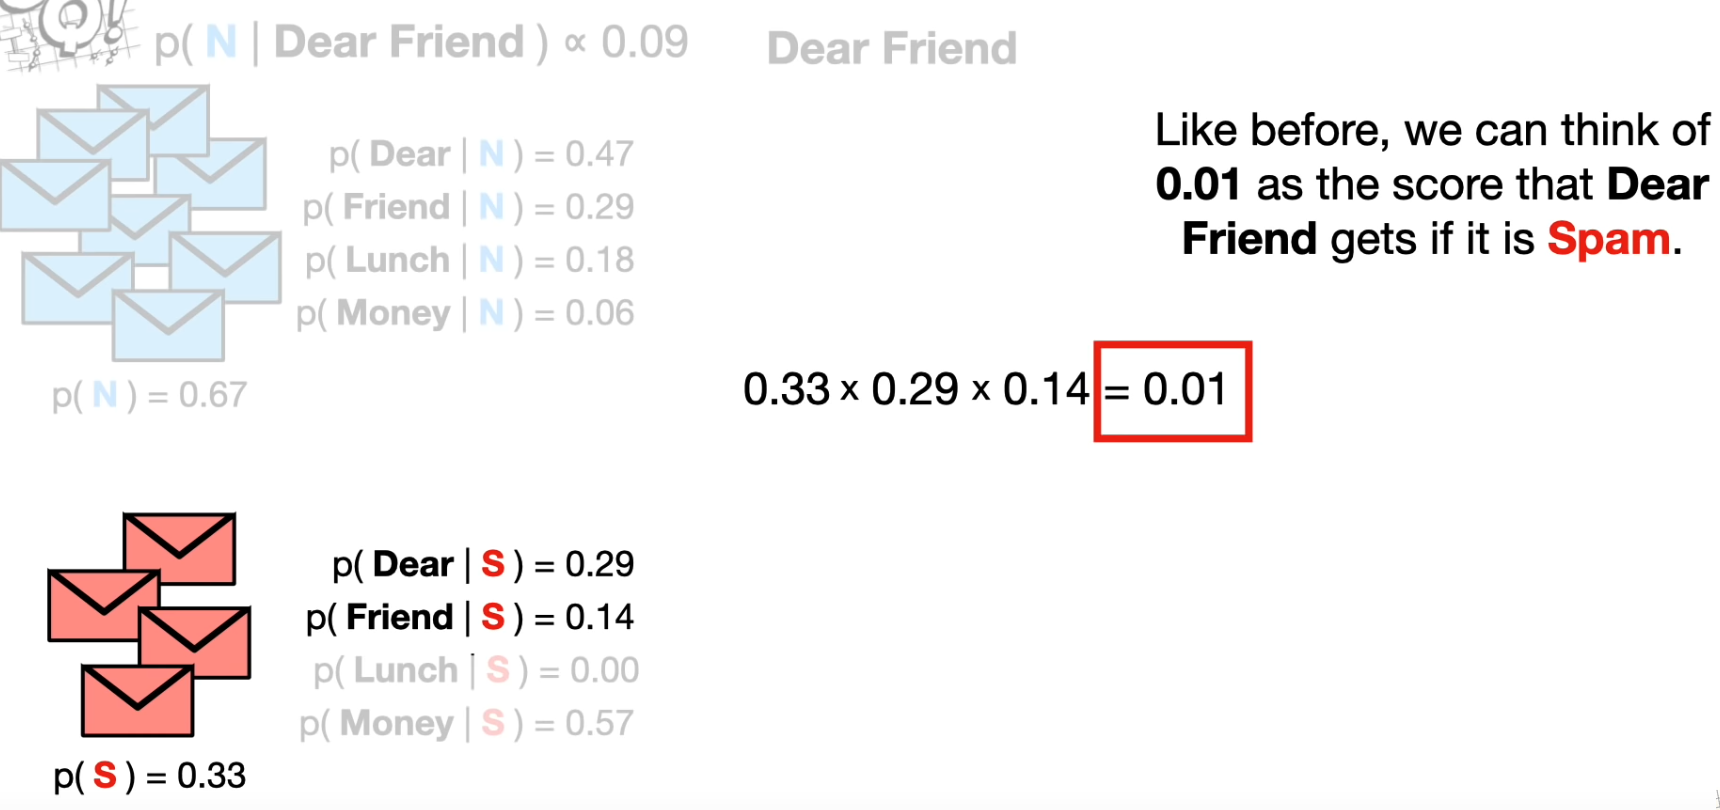 p( N | Dear Friend ) ∝ 0.09
Dear Friend
Like before, we can think of
0.01 as the score that Dear
Friend gets if it is Spam.
p( Dear | N ) = 0.47
p( Friend | N ) = 0.29
p( Lunch | N ) = 0.18
p( Money | N ) = 0.06
p( N ) = 0.67
0.33 x 0.29 x 0.14 = 0.01
p( Dear | S ) = 0.29
p( Friend | S ) = 0.14
p( Lunch | S ) = 0.00
p( Money | S ) = 0.57
p( S ) = 0.33